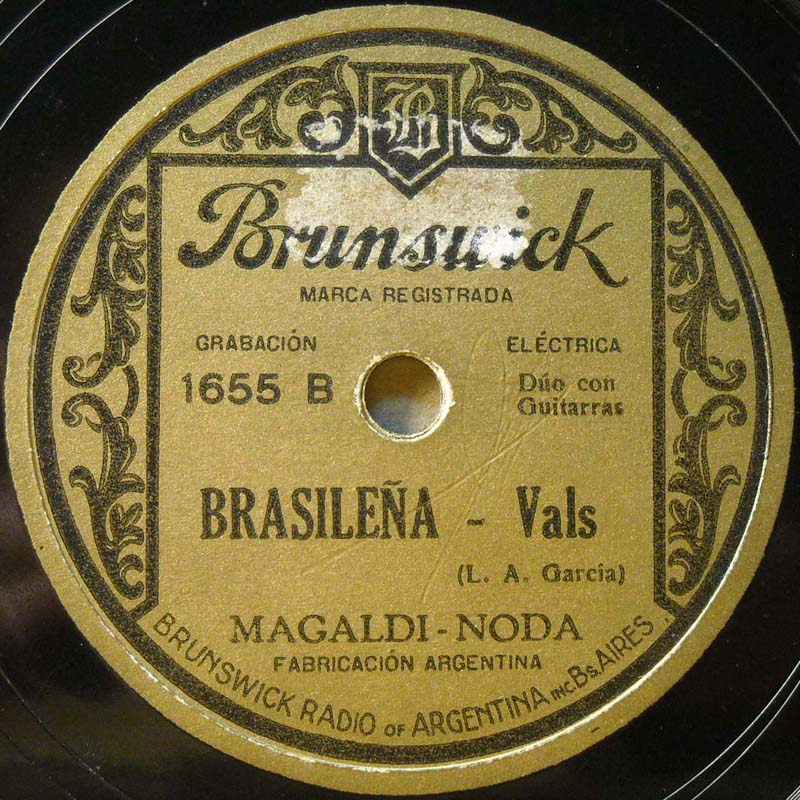 B
Brunswick
MARCA REGISTRADA
GRABACIÓN ELÉCTRICA
1655 B
Dúo con
Guitarras
BRASILEÑA - Vals
(L. A. Garcia)
MAGALDI-NODA
FABRICACIÓN ARGENTINA
BRUNSWICK RADIO OF ARGENTINA INC. Bs. AIRES